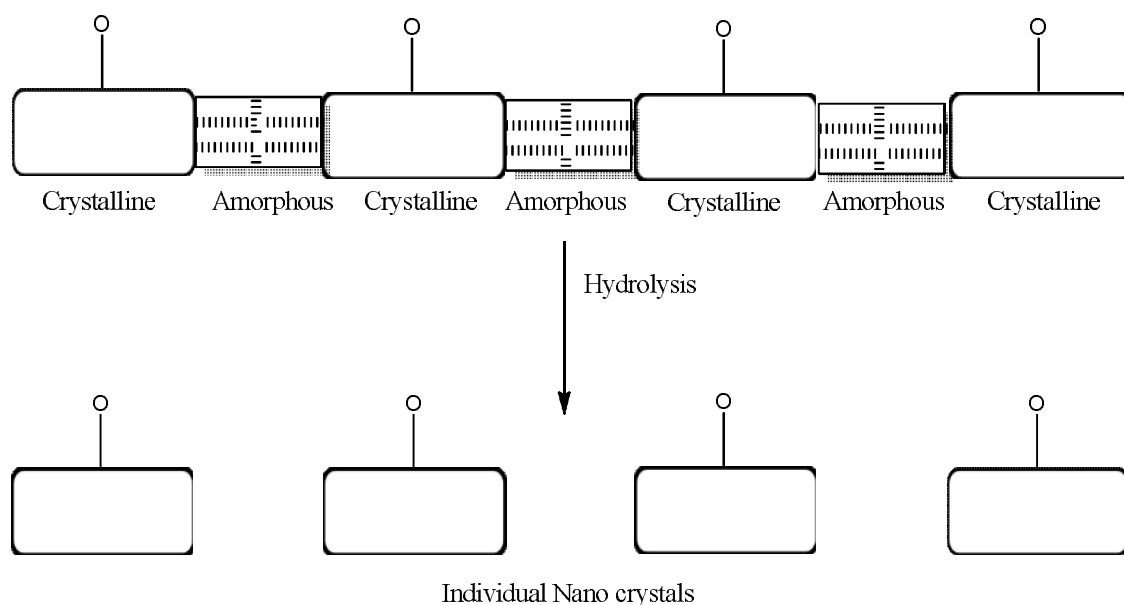 O O O O
Crystalline Amorphous Crystalline Amorphous Crystalline Amorphous Crystalline
Hydrolysis
O O O O
Individual Nano crystals